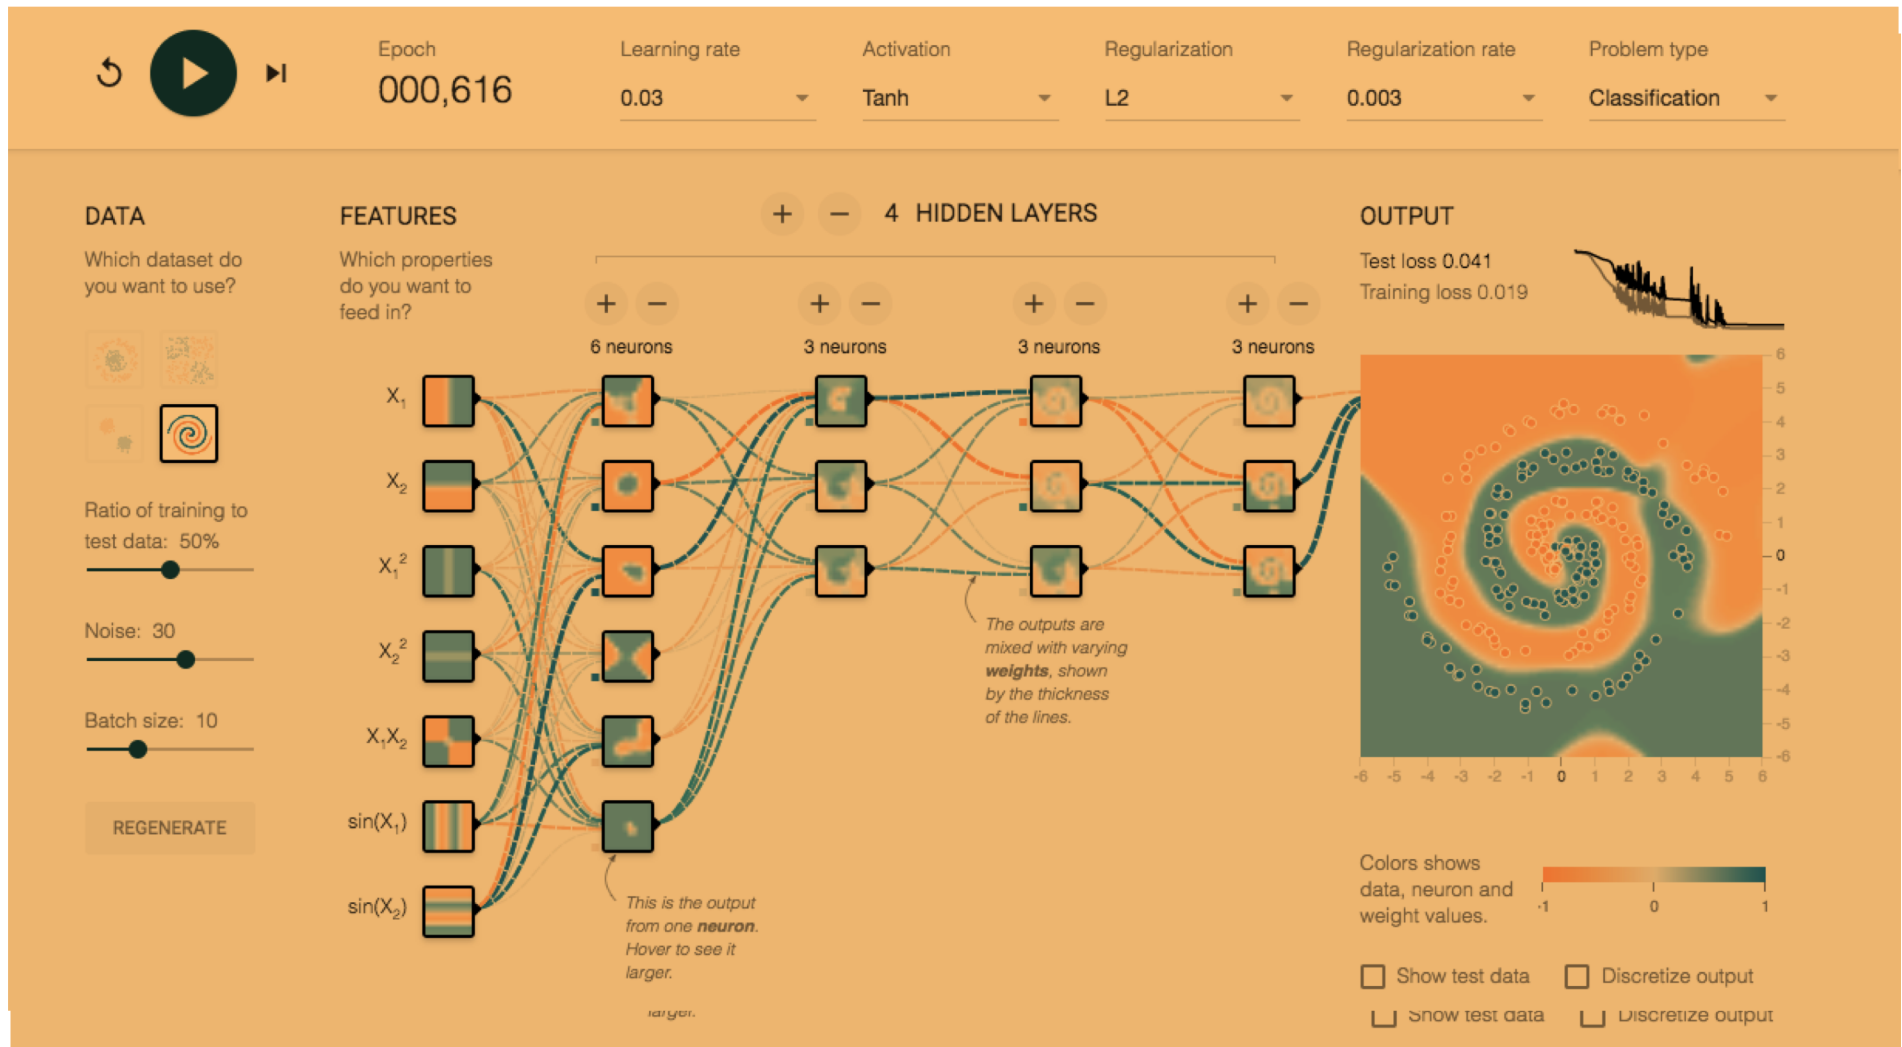 Epoch
000,616
Learning rate
0.03
Activation
Tanh
Regularization
L2
Regularization rate
0.003
Problem type
Classification
DATA
Which dataset do
you want to use?
Ratio of training to
test data: 50%
Noise: 30
Batch size: 10
REGENERATE
FEATURES
Which properties
do you want to
feed in?
X₁
X₂
X₁²
X₂²
X₁X₂
sin(X₁)
sin(X₂)
+ − 4 HIDDEN LAYERS
+ − + − + − + −
6 neurons 3 neurons 3 neurons 3 neurons
The outputs are
mixed with varying
weights, shown
by the thickness
of the lines.
This is the output
from one neuron.
Hover to see it
larger.
larger.
OUTPUT
Test loss 0.041
Training loss 0.019
6
5
4
3
2
1
0
-1
-2
-3
-4
-5
-6
-6 -5 -4 -3 -2 -1 0 1 2 3 4 5 6
Colors shows
data, neuron and
weight values.
-1 0 1
Show test data Discretize output
Show test data Discretize output